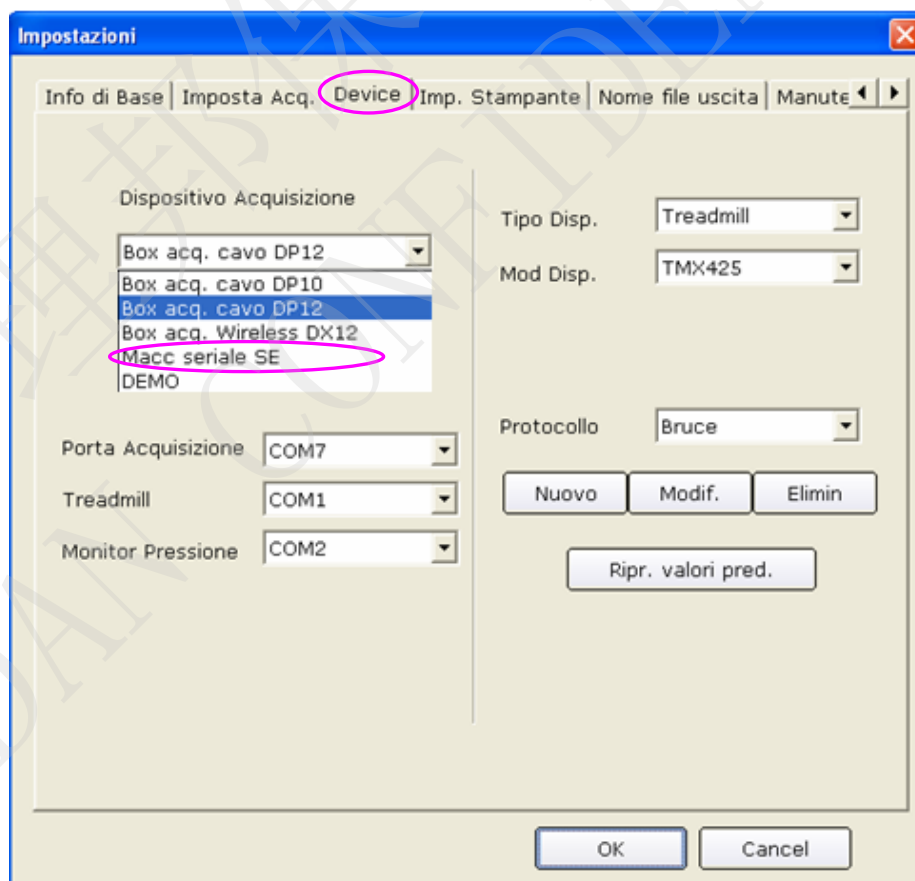 Impostazioni
Info di Base Imposta Acq. Device Imp. Stampante Nome file uscita Manute
Dispositivo Acquisizione
Box acq. cavo DP12
Box acq. cavo DP10
Box acq. cavo DP12
Box acq. Wireless DX12
Macc seriale SE
DEMO
Porta Acquisizione COM7
Treadmill COM1
Monitor Pressione COM2
Tipo Disp. Treadmill
Mod Disp. TMX425
Protocollo Bruce
Nuovo Modif. Elimin
Ripr. valori pred.
OK Cancel